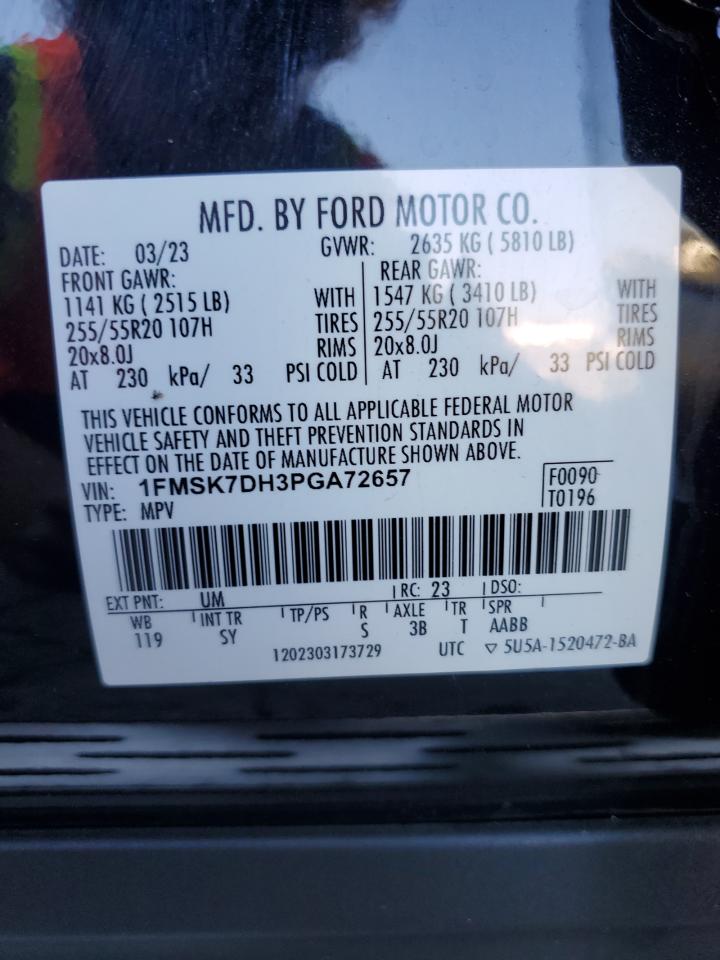 MFD. BY FORD MOTOR CO.
DATE: 03/23 GVWR: 2635 KG ( 5810 LB)
FRONT GAWR: REAR GAWR:
1141 KG ( 2515 LB) WITH 1547 KG ( 3410 LB) WITH
255/55R20 107H TIRES 255/55R20 107H TIRES
20x8.0J RIMS 20x8.0J RIMS
AT 230 kPa/ 33 PSI COLD AT 230 kPa/ 33 PSI COLD
THIS VEHICLE CONFORMS TO ALL APPLICABLE FEDERAL MOTOR
VEHICLE SAFETY AND THEFT PREVENTION STANDARDS IN
EFFECT ON THE DATE OF MANUFACTURE SHOWN ABOVE.
VIN: 1FMSK7DH3PGA72657 F0090
TYPE: MPV T0196
EXT PNT: UM RC: 23 DSO:
WB INT TR TP/PS R AXLE TR SPR
119 SY S 3B T AABB
1202303173729 UTC ▽ 5U5A-1520472-BA